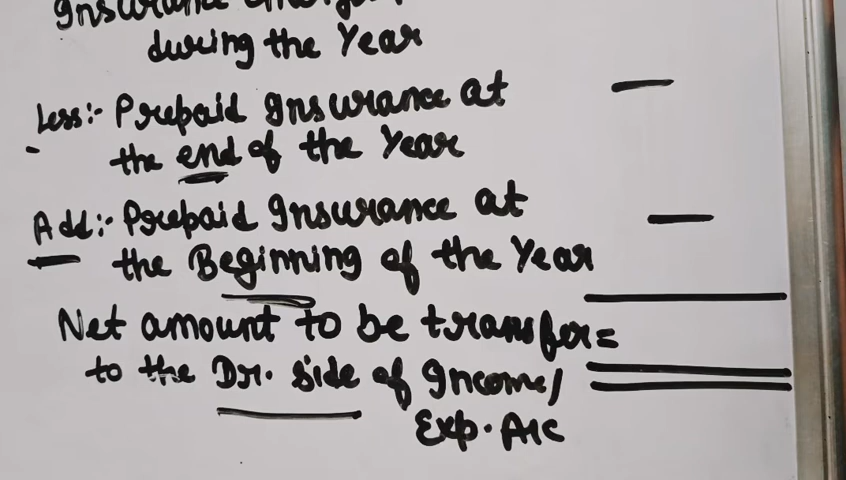 Insurance
during the Year
Less:- Prepaid Insurance at
the end of the Year
Add:- Prepaid Insurance at
the Beginning of the Year
Net amount to be transfer=
to the Dr. side of Income/
Exp. A/c